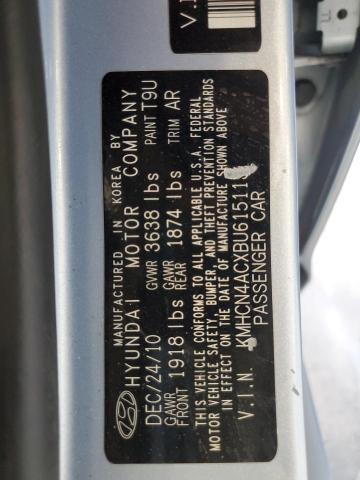 MANUFACTURED IN KOREA BY
HYUNDAI MOTOR COMPANY
DEC/24/10 GVWR 3638 lbs PAINT T9U
GAWR FRONT 1918 lbs GAWR REAR 1874 lbs TRIM AR
THIS VEHICLE CONFORMS TO ALL APPLICABLE U.S.A. FEDERAL
MOTOR VEHICLE SAFETY, BUMPER, AND THEFT PREVENTION STANDARDS
IN EFFECT ON THE DATE OF MANUFACTURE SHOWN ABOVE
V.I.N. KMHCN4ACXBU615111
PASSENGER CAR
V.I.